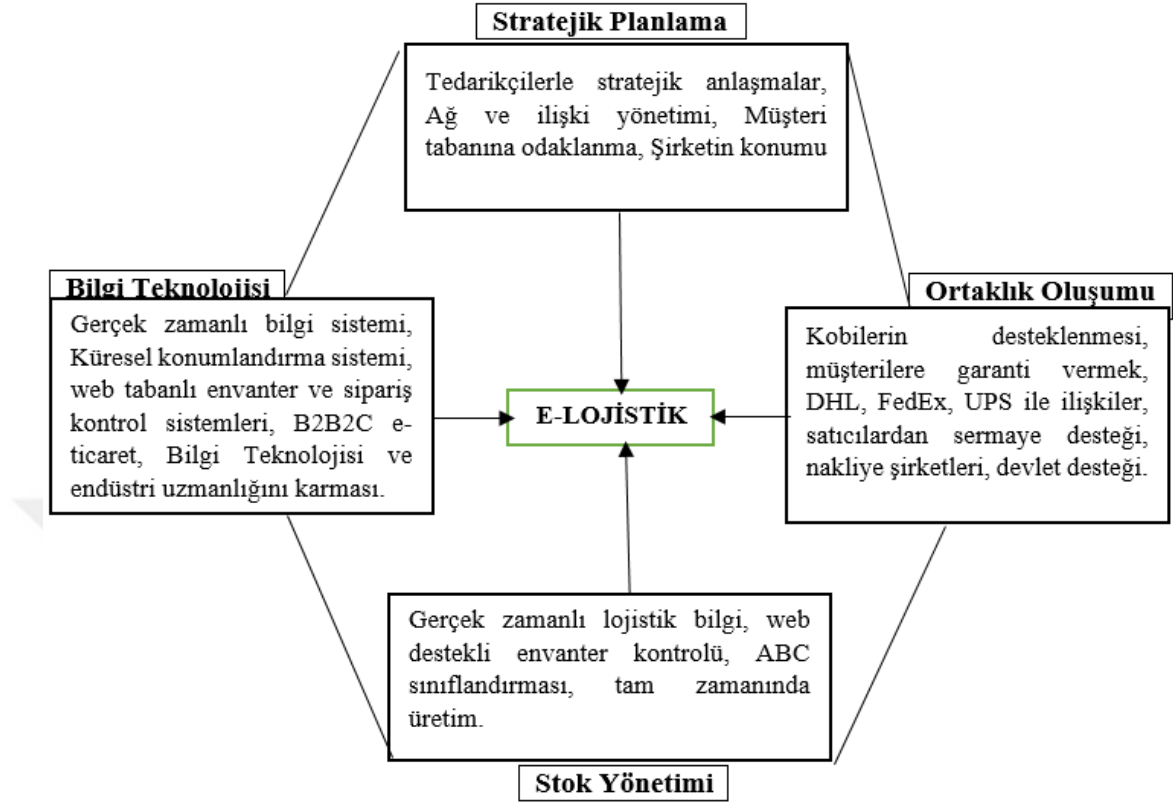 Stratejik Planlama
Tedarikçilerle stratejik anlaşmalar,
Ağ ve ilişki yönetimi, Müşteri
tabanına odaklanma, Şirketin konumu
Bilgi Teknolojisi
Gerçek zamanlı bilgi sistemi,
Küresel konumlandırma sistemi,
web tabanlı envanter ve sipariş
kontrol sistemleri, B2B2C e-
ticaret, Bilgi Teknolojisi ve
endüstri uzmanlığını karması.
E-LOJİSTİK
Ortaklık Oluşumu
Kobilerin desteklenmesi,
müşterilere garanti vermek,
DHL, FedEx, UPS ile ilişkiler,
satıcılardan sermaye desteği,
nakliye şirketleri, devlet desteği.
Gerçek zamanlı lojistik bilgi, web
destekli envanter kontrolü, ABC
sınıflandırması, tam zamanında
üretim.
Stok Yönetimi